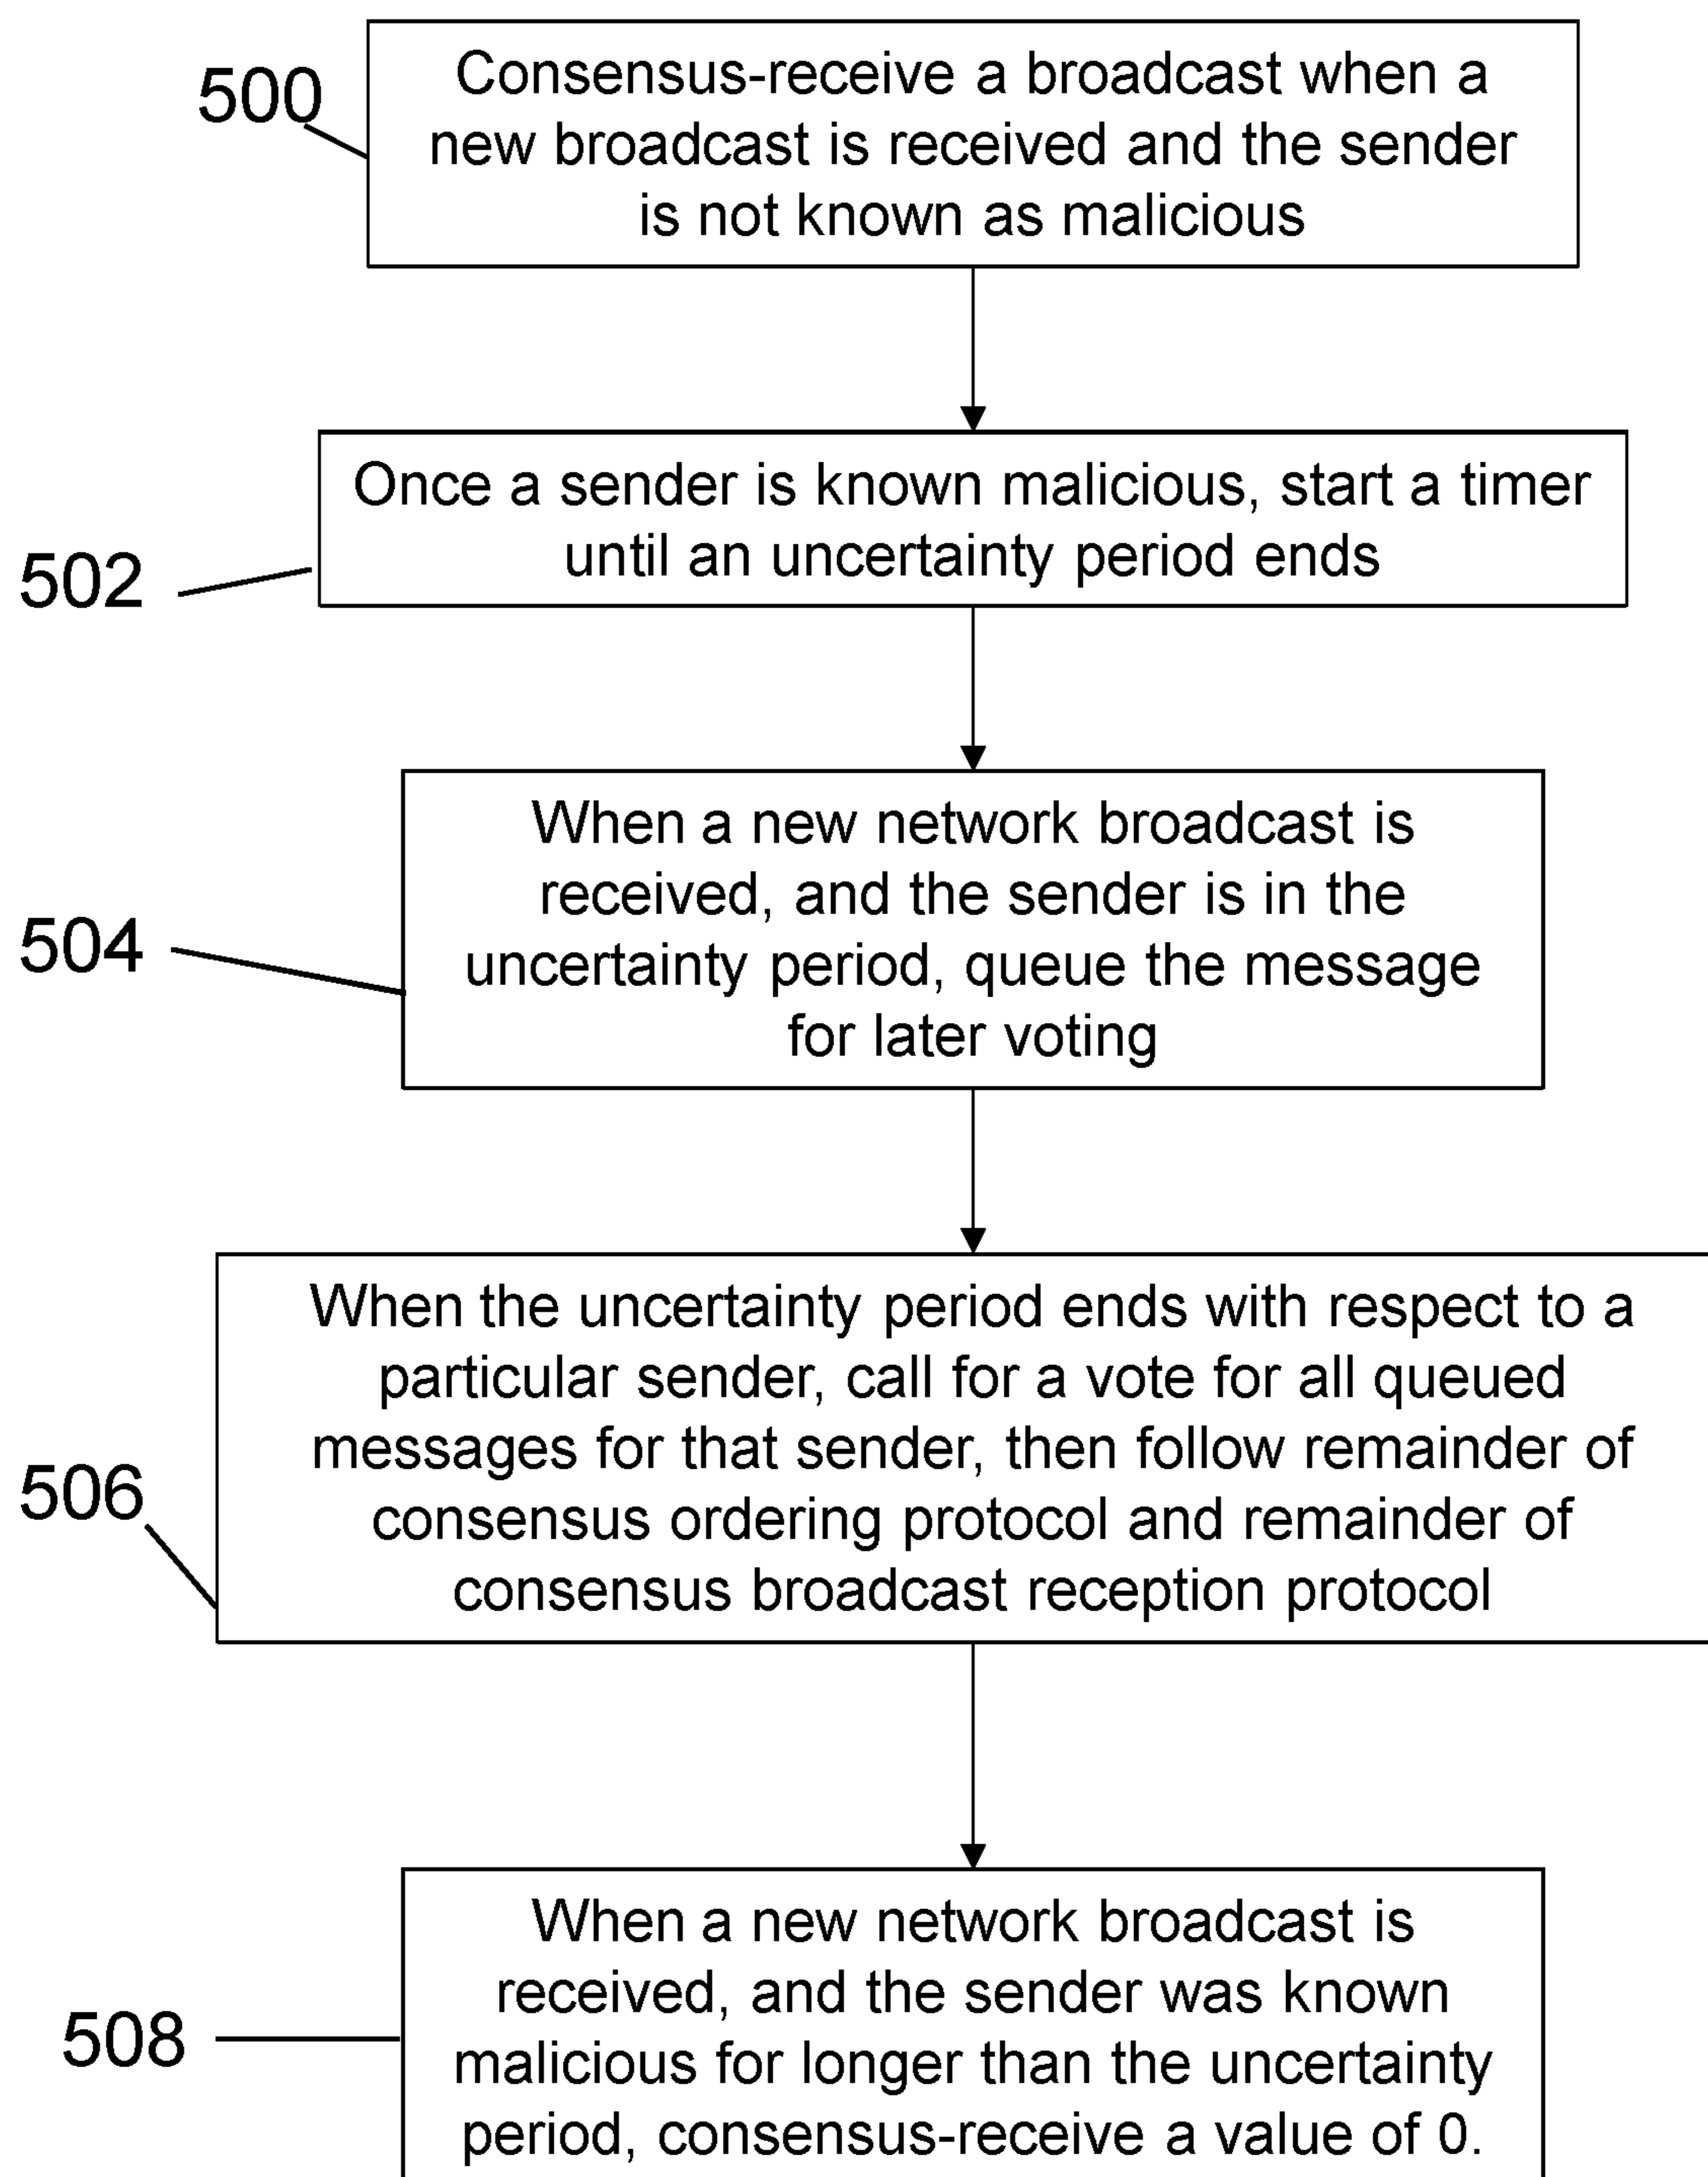 500
Consensus-receive a broadcast when a
new broadcast is received and the sender
is not known as malicious
502
Once a sender is known malicious, start a timer
until an uncertainty period ends
504
When a new network broadcast is
received, and the sender is in the
uncertainty period, queue the message
for later voting
506
When the uncertainty period ends with respect to a
particular sender, call for a vote for all queued
messages for that sender, then follow remainder of
consensus ordering protocol and remainder of
consensus broadcast reception protocol
508
When a new network broadcast is
received, and the sender was known
malicious for longer than the uncertainty
period, consensus-receive a value of 0.